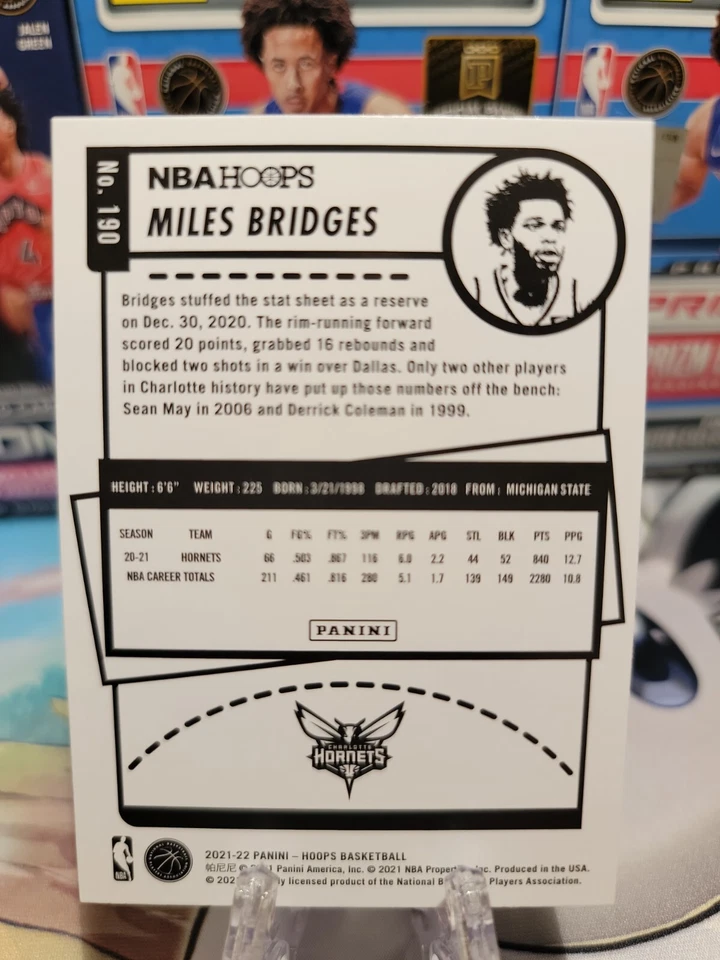 JALEN
GREEN
No. 190
NBA HOOPS
MILES BRIDGES
Bridges stuffed the stat sheet as a reserve
on Dec. 30, 2020. The rim-running forward
scored 20 points, grabbed 16 rebounds and
blocked two shots in a win over Dallas. Only two other players
in Charlotte history have put up those numbers off the bench:
Sean May in 2006 and Derrick Coleman in 1999.
HEIGHT: 6'6" WEIGHT: 225 BORN: 3/21/1998 DRAFTED: 2018 FROM: MICHIGAN STATE
SEASON TEAM G FG% FT% 3PM RPG APG STL BLK PTS PPG
20-21 HORNETS 66 .503 .867 116 6.0 2.2 44 52 840 12.7
NBA CAREER TOTALS 211 .461 .816 280 5.1 1.7 139 149 2280 10.8
PANINI
CHARLOTTE
HORNETS
NBA
2021-22 PANINI – HOOPS BASKETBALL
帕尼尼 © Panini America, Inc. © 2021 NBA Inc. Produced in the USA.
© licensed product of the National Players Association.